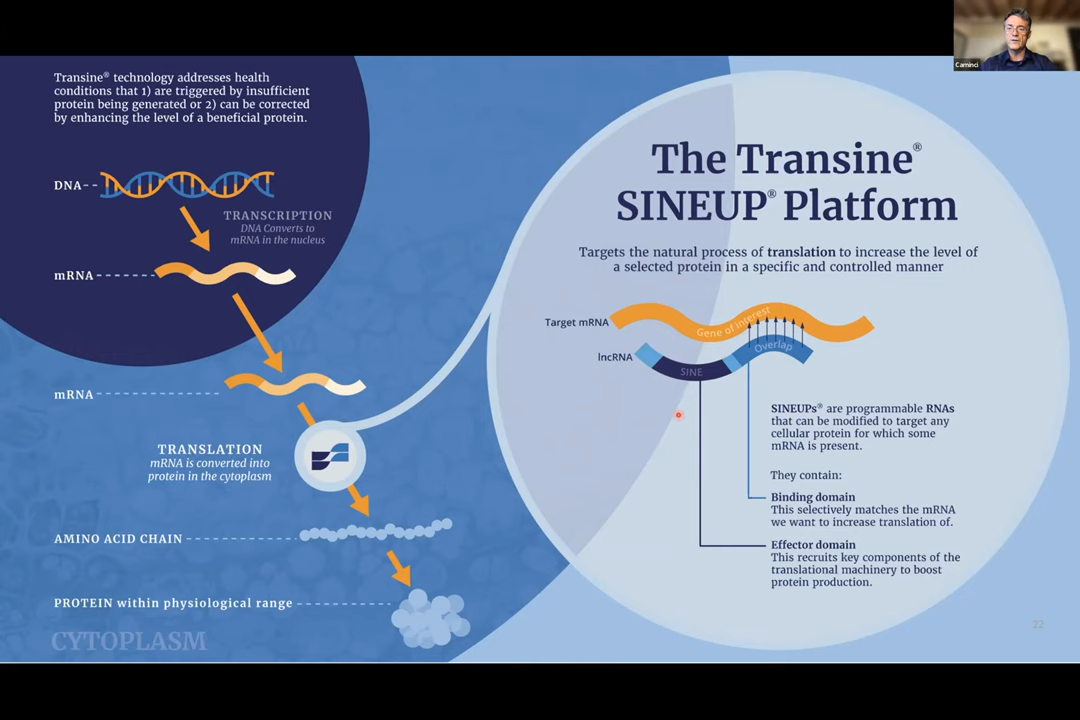 Caminci
Transine® technology addresses health
conditions that 1) are triggered by insufficient
protein being generated or 2) can be corrected
by enhancing the level of a beneficial protein.
DNA
TRANSCRIPTION
DNA Converts to
mRNA in the nucleus
mRNA
mRNA
TRANSLATION
mRNA is converted into
protein in the cytoplasm
AMINO ACID CHAIN
PROTEIN within physiological range
CYTOPLASM
The Transine®
SINEUP® Platform
Targets the natural process of translation to increase the level of
a selected protein in a specific and controlled manner
Target mRNA
Gene of interest
lncRNA
SINE
Overlap
SINEUPs® are programmable RNAs
that can be modified to target any
cellular protein for which some
mRNA is present.
They contain:
Binding domain
This selectively matches the mRNA
we want to increase translation of.
Effector domain
This recruits key components of the
translational machinery to boost
protein production.
22